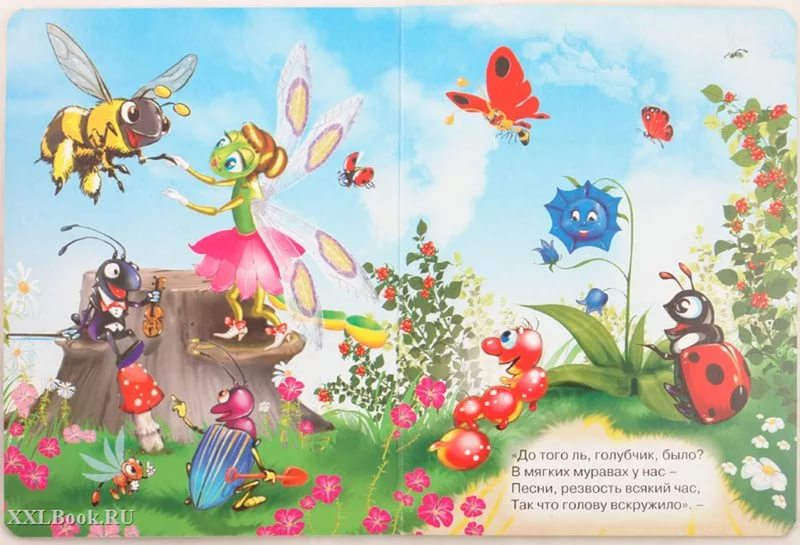 «До того ль, голубчик, было?
В мягких муравах у нас –
Песни, резвость всякий час,
Так что голову вскружило». –
XXLBook.RU